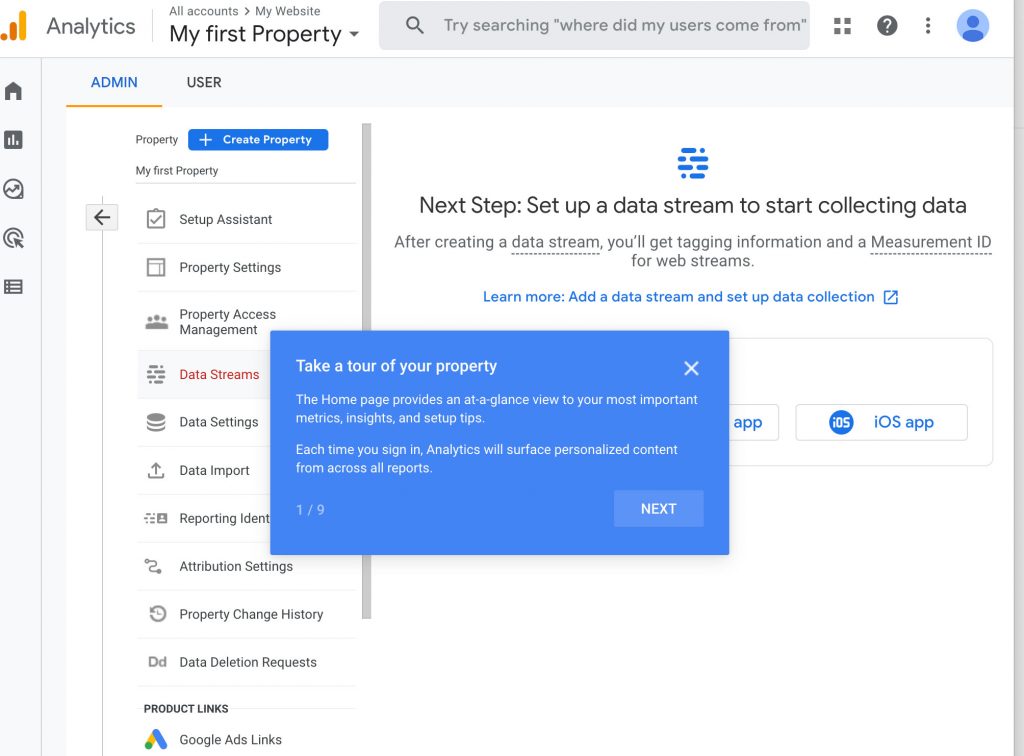 Analytics
All accounts > My Website
My first Property
Try searching "where did my users come from"
ADMIN
USER
Property
+ Create Property
My first Property
Setup Assistant
Property Settings
Property Access
Management
Data Streams
Data Settings
Data Import
Reporting Ident
Attribution Settings
Property Change History
Dd Data Deletion Requests
PRODUCT LINKS
Google Ads Links
Next Step: Set up a data stream to start collecting data
After creating a data stream, you'll get tagging information and a Measurement ID
for web streams.
Learn more: Add a data stream and set up data collection
app
iOS iOS app
Take a tour of your property
The Home page provides an at-a-glance view to your most important
metrics, insights, and setup tips.
Each time you sign in, Analytics will surface personalized content
from across all reports.
1 / 9
NEXT